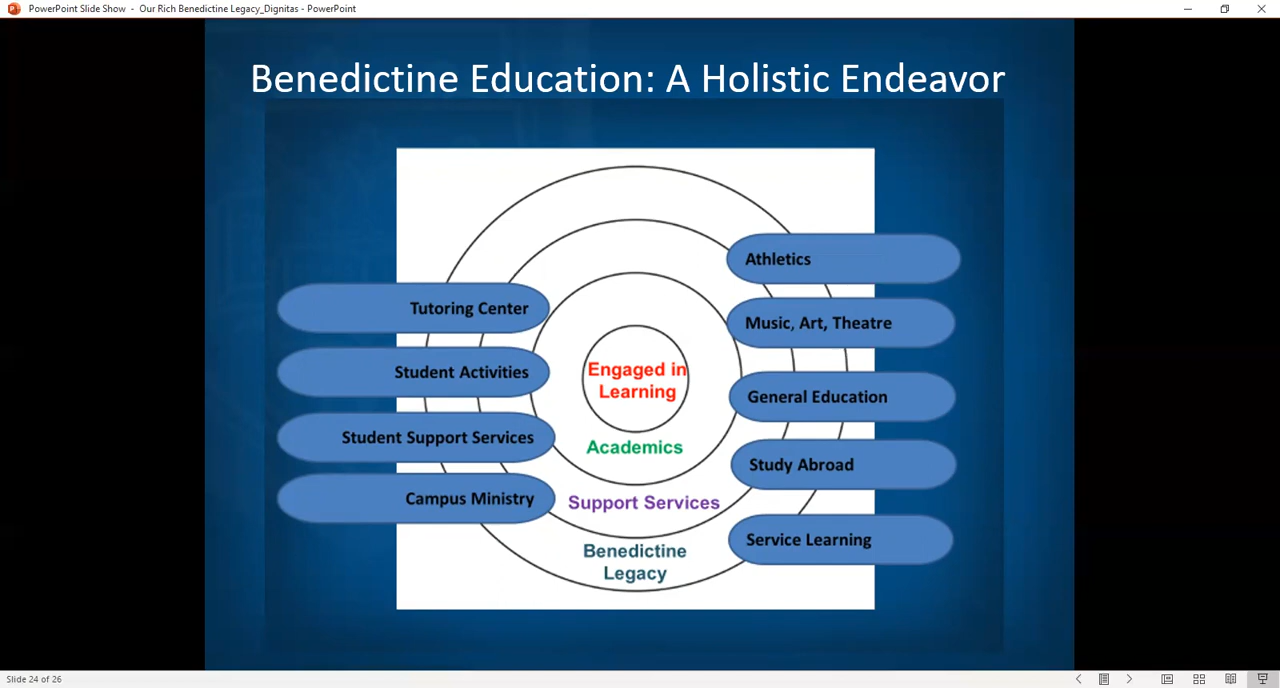 PowerPoint Slide Show - Our Rich Benedictine Legacy_Dignitas - PowerPoint
Benedictine Education: A Holistic Endeavor
Athletics
Tutoring Center
Music, Art, Theatre
Engaged in
Learning
Student Activities
General Education
Student Support Services
Academics
Study Abroad
Campus Ministry
Support Services
Service Learning
Benedictine
Legacy
Slide 24 of 26